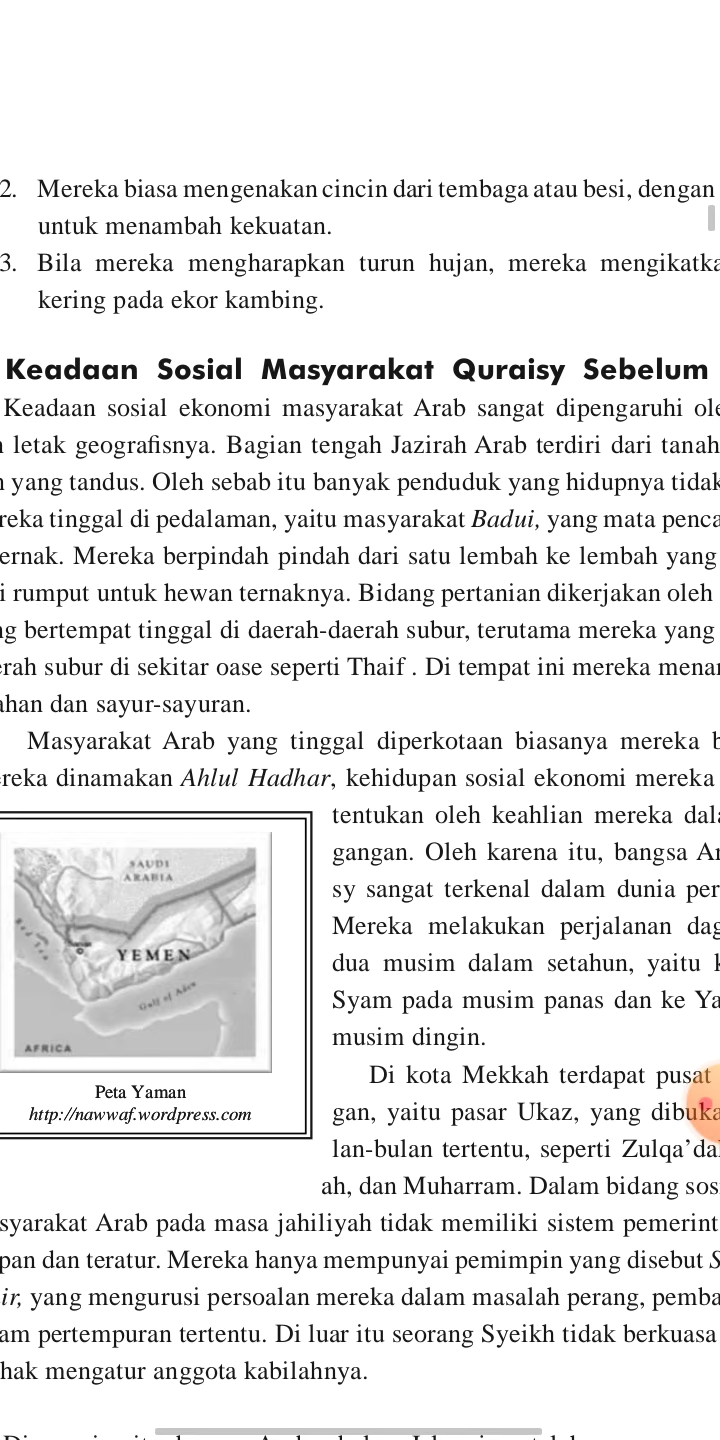 2. Mereka biasa mengenakan cincin dari tembaga atau besi, dengan
untuk menambah kekuatan.
3. Bila mereka mengharapkan turun hujan, mereka mengikatka
kering pada ekor kambing.
Keadaan Sosial Masyarakat Quraisy Sebelum
Keadaan sosial ekonomi masyarakat Arab sangat dipengaruhi ole
letak geografisnya. Bagian tengah Jazirah Arab terdiri dari tanah
yang tandus. Oleh sebab itu banyak penduduk yang hidupnya tidak
reka tinggal di pedalaman, yaitu masyarakat Badui, yang mata penca
ernak. Mereka berpindah pindah dari satu lembah ke lembah yang
i rumput untuk hewan ternaknya. Bidang pertanian dikerjakan oleh
ng bertempat tinggal di daerah-daerah subur, terutama mereka yang
erah subur di sekitar oase seperti Thaif . Di tempat ini mereka menan
ahan dan sayur-sayuran.
Masyarakat Arab yang tinggal diperkotaan biasanya mereka b
ereka dinamakan Ahlul Hadhar, kehidupan sosial ekonomi mereka
tentukan oleh keahlian mereka dala
gangan. Oleh karena itu, bangsa Ar
sy sangat terkenal dalam dunia per
Mereka melakukan perjalanan dag
dua musim dalam setahun, yaitu k
Syam pada musim panas dan ke Ya
musim dingin.
SAUDI
ARABIA
Red Sea
YEMEN
Gulf of Aden
AFRICA
Peta Yaman
http://nawwaf.wordpress.com
Di kota Mekkah terdapat pusat
gan, yaitu pasar Ukaz, yang dibuka
lan-bulan tertentu, seperti Zulqa’dal
ah, dan Muharram. Dalam bidang sos
syarakat Arab pada masa jahiliyah tidak memiliki sistem pemerint
pan dan teratur. Mereka hanya mempunyai pemimpin yang disebut S
ir, yang mengurusi persoalan mereka dalam masalah perang, pemba
am pertempuran tertentu. Di luar itu seorang Syeikh tidak berkuasa
hak mengatur anggota kabilahnya.